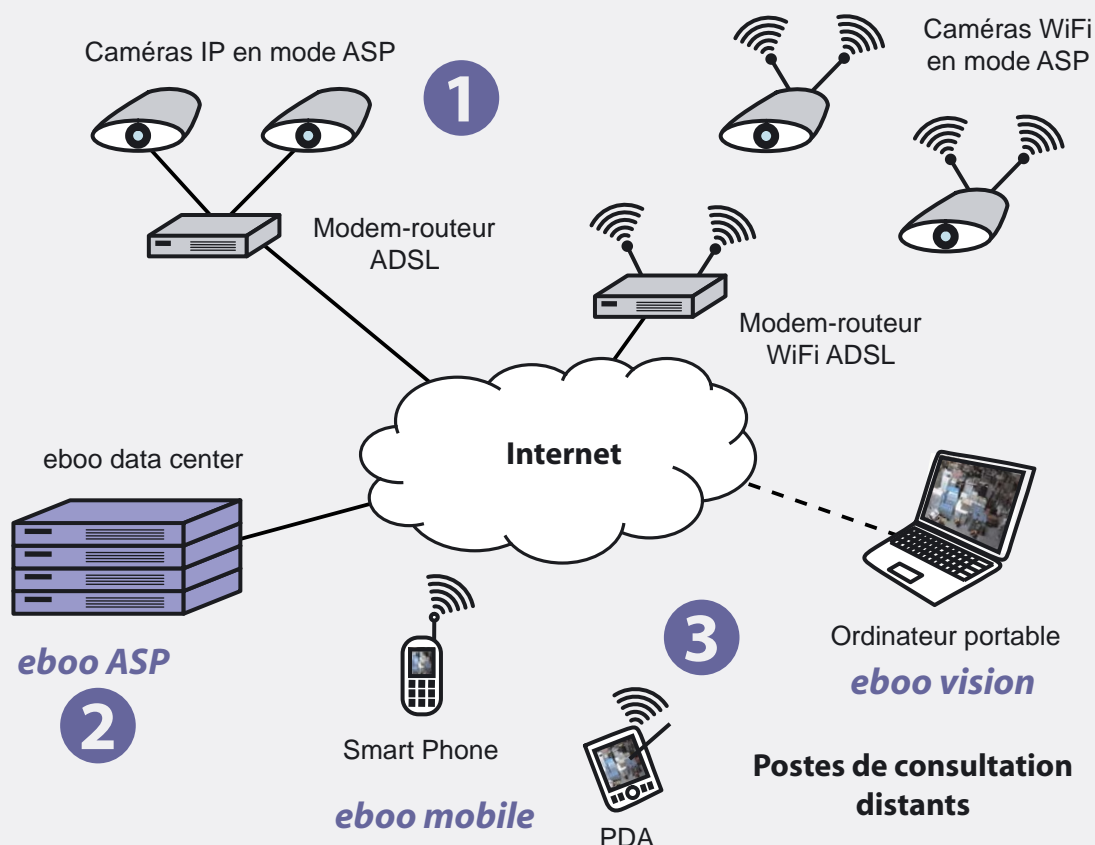 Caméras IP en mode ASP
1
Caméras WiFi
en mode ASP
Modem-routeur
ADSL
Modem-routeur
WiFi ADSL
Internet
eboo data center
eboo ASP
2
3
Smart Phone
eboo mobile
PDA
Ordinateur portable
eboo vision
Postes de consultation
distants